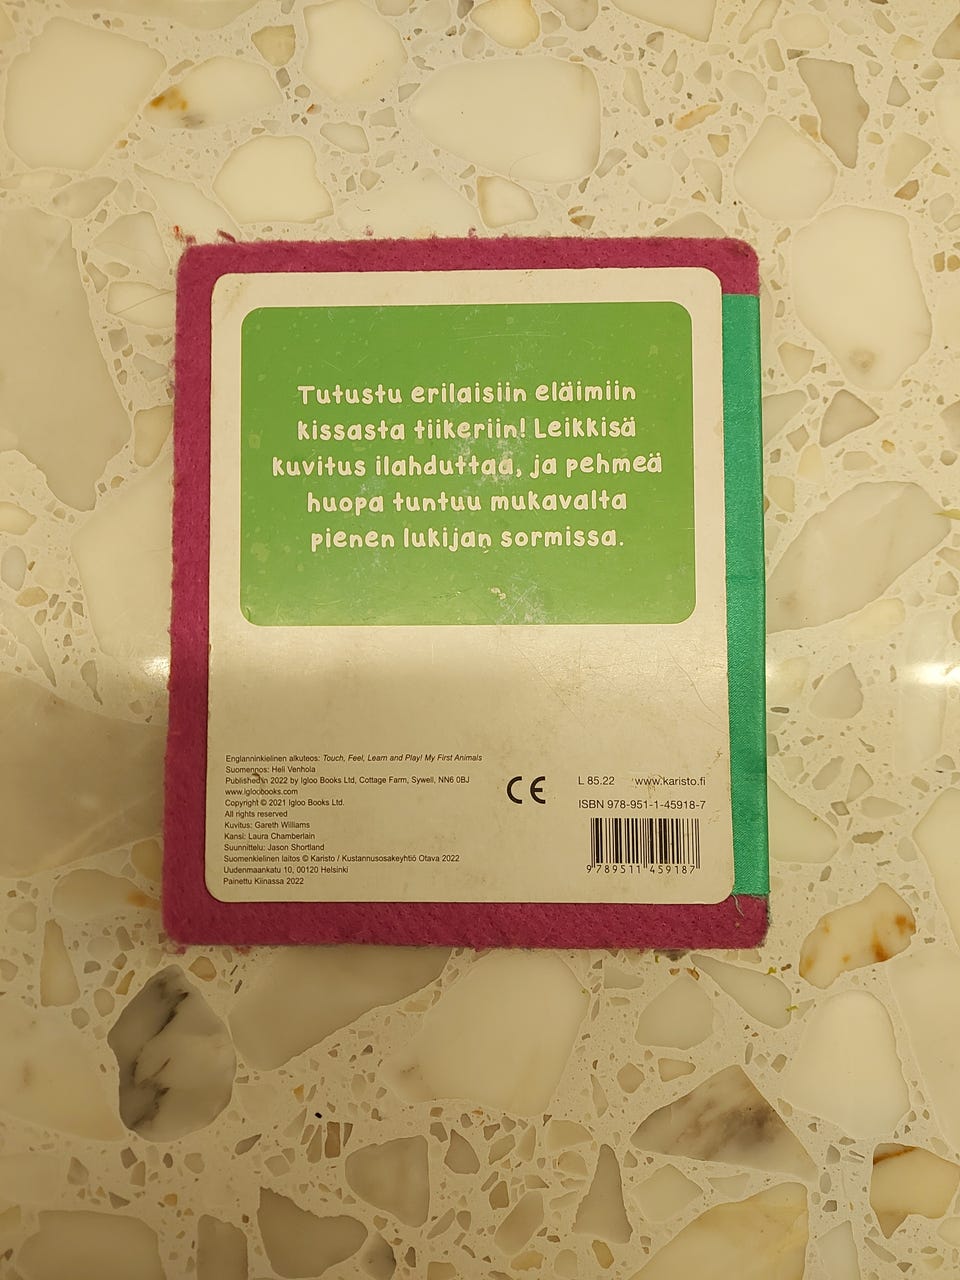 Tutustu erilaisiin eläimiin
kissasta tiikeriin! Leikkisä
kuvitus ilahduttaa, ja pehmeä
huopa tuntuu mukavalta
pienen lukijan sormissa.
Englanninkielinen alkuteos: Touch, Feel, Learn and Play! My First Animals
Suomennos: Heli Venhola
Published in 2022 by Igloo Books Ltd, Cottage Farm, Sywell, NN6 0BJ
www.igloobooks.com
Copyright © 2021 Igloo Books Ltd.
All rights reserved
Kuvitus: Gareth Williams
Kansi: Laura Chamberlain
Suunnittelu: Jason Shortland
Suomenkielinen laitos © Karisto / Kustannusosakeyhtiö Otava 2022
Uudenmaankatu 10, 00120 Helsinki
Painettu Kiinassa 2022
CE
L 85.22 www.karisto.fi
ISBN 978-951-1-45918-7
9 789511 459187